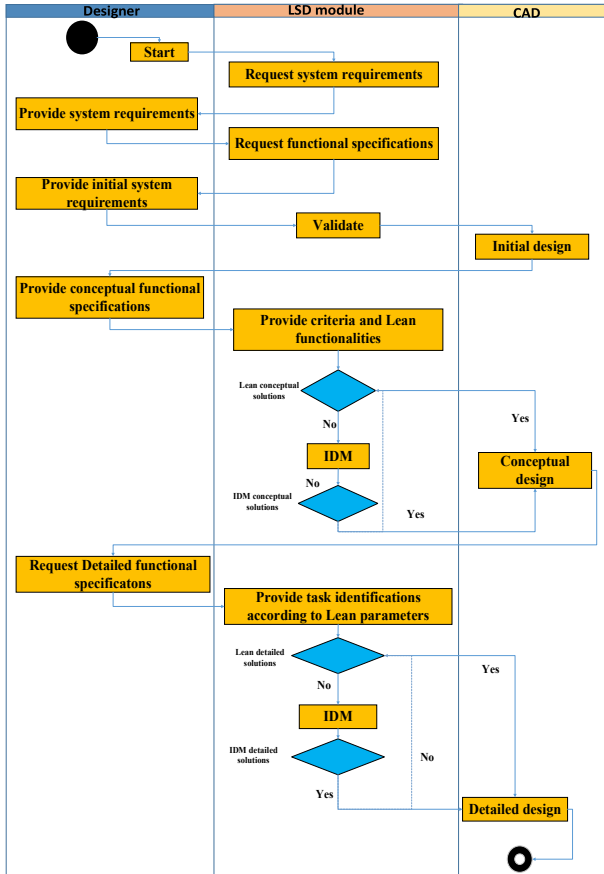 Designer
LSD module
CAD
Start
Request system requirements
Provide system requirements
Request functional specifications
Provide initial system
requirements
Validate
Initial design
Provide conceptual functional
specifications
Provide criteria and Lean
functionalities
Lean conceptual
solutions
Yes
No
IDM
Conceptual
design
No
IDM conceptual
solutions
Yes
Request Detailed functional
specificatons
Provide task identifications
according to Lean parameters
Lean detailed
solutions
Yes
No
IDM
IDM detailed
solutions
No
Yes
Detailed design